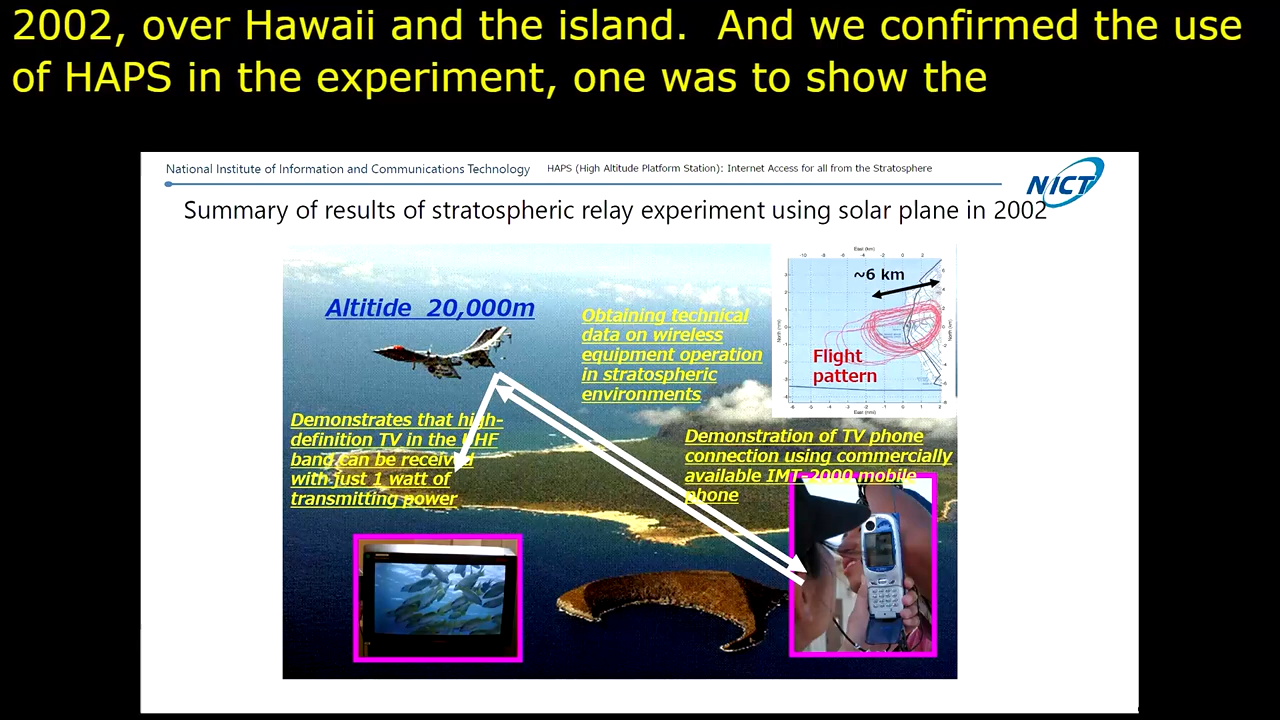 2002, over Hawaii and the island.  And we confirmed the use
of HAPS in the experiment, one was to show the
National Institute of Information and Communications Technology
HAPS (High Altitude Platform Station): Internet Access for all from the Stratosphere
NICT
Summary of results of stratospheric relay experiment using solar plane in 2002
Altitide 20,000m
Obtaining technical
data on wireless
equipment operation
in stratospheric
environments
~6 km
Flight
pattern
Demonstrates that high-
definition TV in the UHF
band can be received
with just 1 watt of
transmitting power
Demonstration of TV phone
connection using commercially
available IMT-2000 mobile
phone